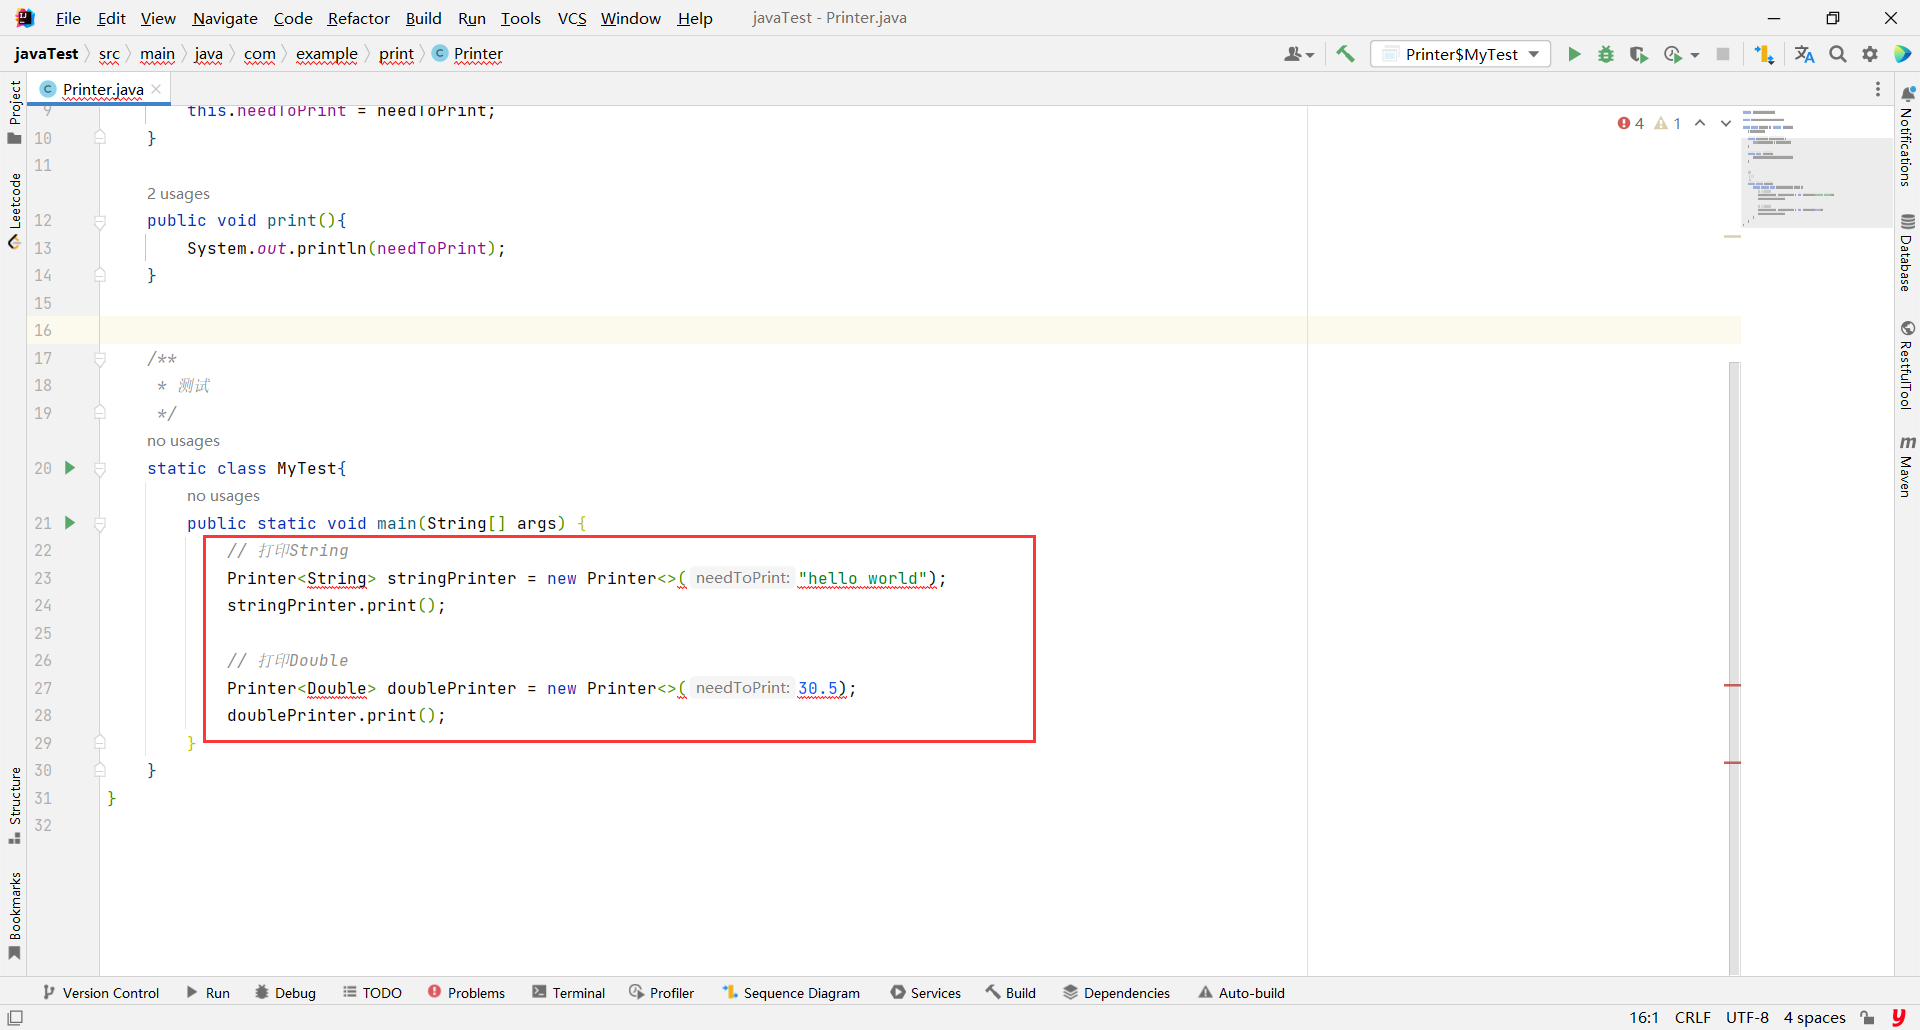 File Edit View Navigate Code Refactor Build Run Tools VCS Window Help javaTest - Printer.java
javaTest src main java com example print Printer Printer$MyTest
Printer.java
Project
Leetcode
Structure
Bookmarks
4 1
9 this.needToPrint = needToPrint;
10 }
11
2 usages
12 public void print(){
13 System.out.println(needToPrint);
14 }
15
16
17 /**
18 * 测试
19 */
no usages
20 static class MyTest{
no usages
21 public static void main(String[] args) {
22 // 打印String
23 Printer<String> stringPrinter = new Printer<>( needToPrint: "hello world");
24 stringPrinter.print();
25
26 // 打印Double
27 Printer<Double> doublePrinter = new Printer<>( needToPrint: 30.5);
28 doublePrinter.print();
29 }
30 }
31 }
32
Notifications
Database
RestfulTool
Maven
Version Control Run Debug TODO Problems Terminal Profiler Sequence Diagram Services Build Dependencies Auto-build
16:1 CRLF UTF-8 4 spaces